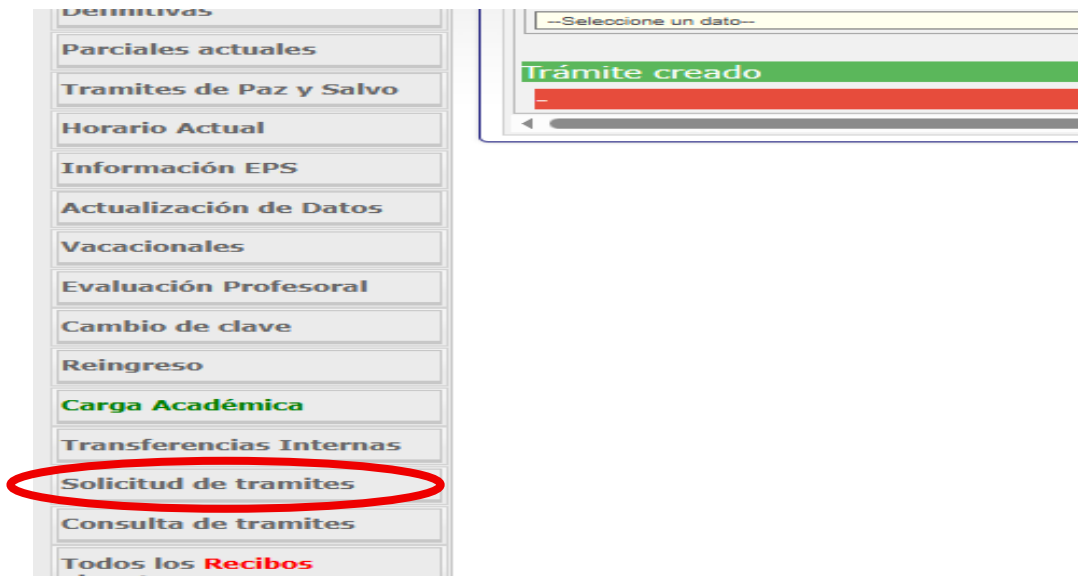 Definitivas
Parciales actuales
Tramites de Paz y Salvo
Horario Actual
Información EPS
Actualización de Datos
Vacacionales
Evaluación Profesoral
Cambio de clave
Reingreso
Carga Académica
Transferencias Internas
Solicitud de tramites
Consulta de tramites
Todos los Recibos
--Seleccione un dato--
Trámite creado
–